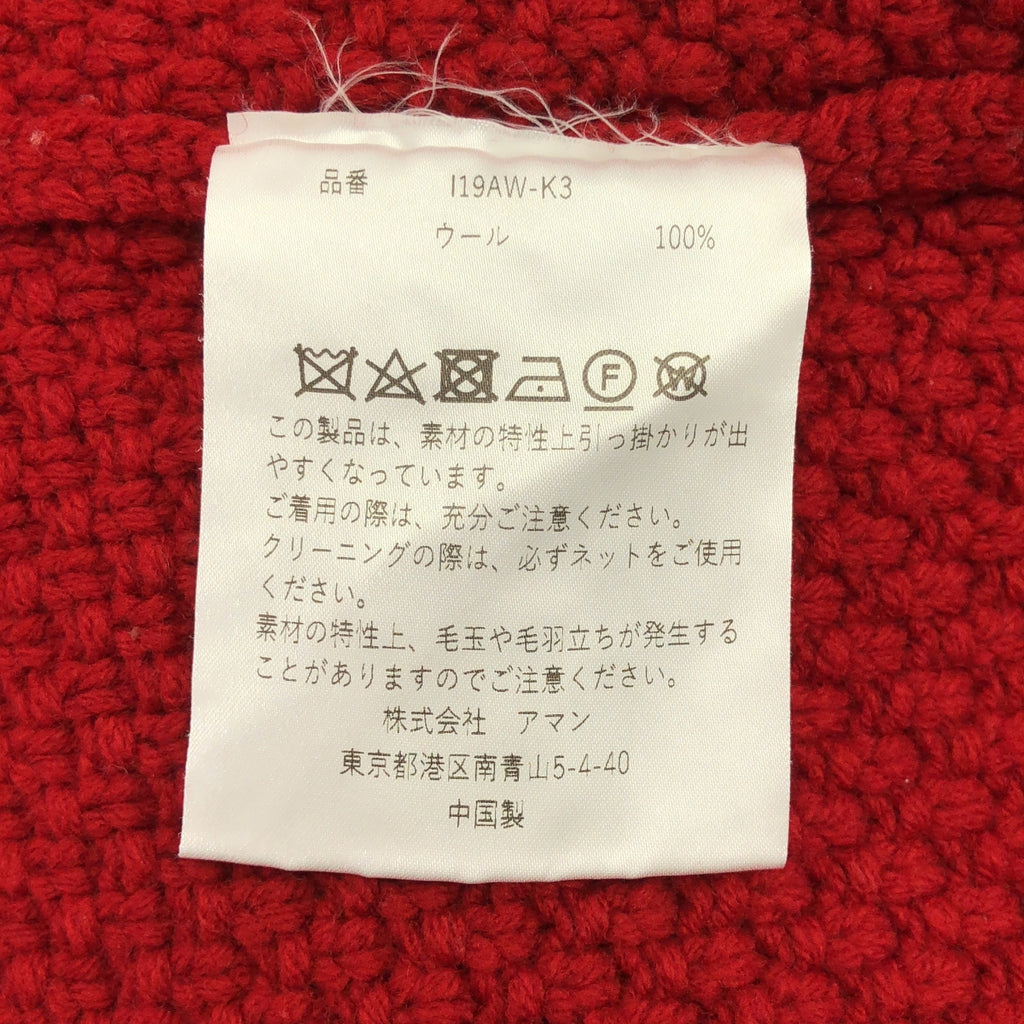 品番 I19AW-K3
ウール 100%
F W
この製品は、素材の特性上引っ掛かりが出
やすくなっています。
ご着用の際は、充分ご注意ください。
クリーニングの際は、必ずネットをご使用
ください。
素材の特性上、毛玉や毛羽立ちが発生する
ことがありますのでご注意ください。
株式会社 アマン
東京都港区南青山5-4-40
中国製